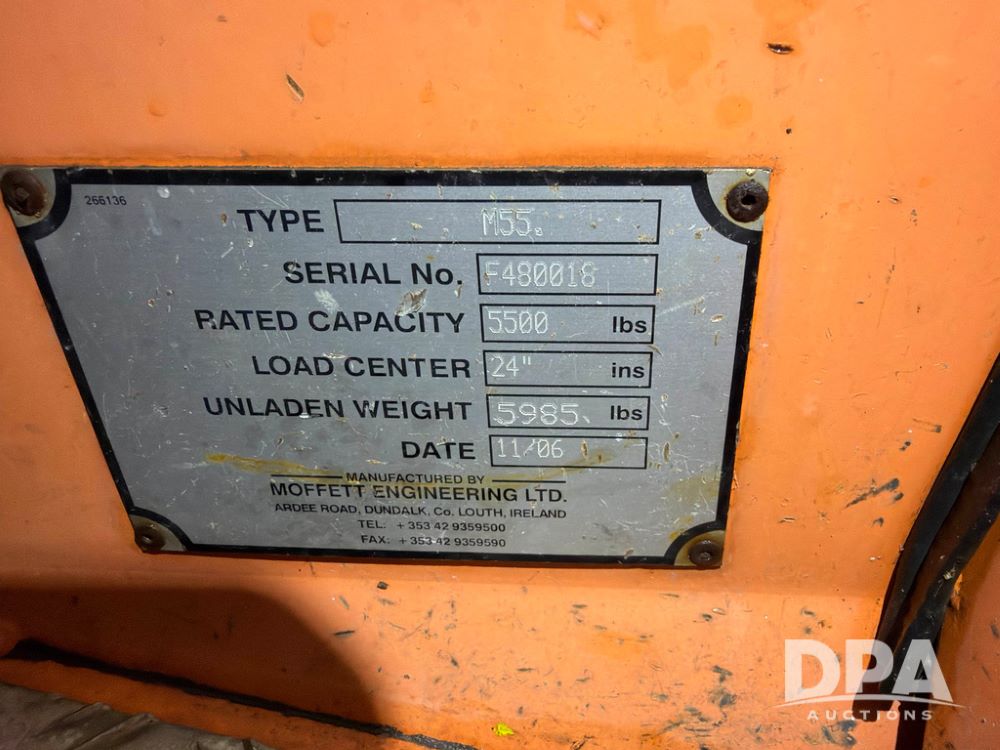 266136
TYPE M55.
SERIAL No. F480018
RATED CAPACITY 5500 lbs
LOAD CENTER 24" ins
UNLADEN WEIGHT 5985. lbs
DATE 11/06
MANUFACTURED BY
MOFFETT ENGINEERING LTD.
ARDEE ROAD, DUNDALK, Co. LOUTH, IRELAND
TEL: + 353 42 9359500
FAX: + 353 42 9359590
DPA
AUCTIONS